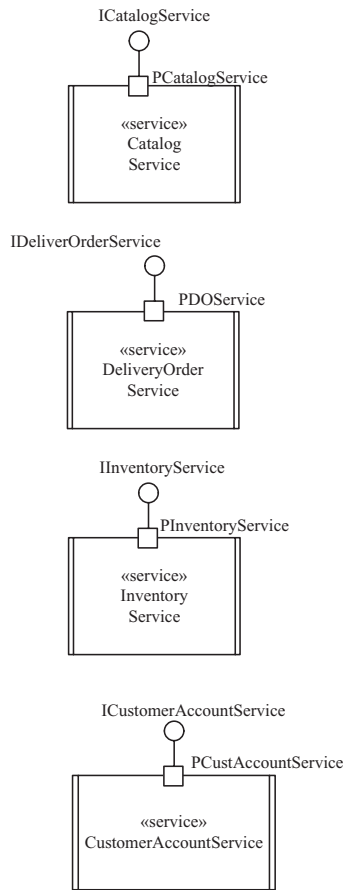 ICatalogService
PCatalogService
«service»
Catalog
Service
IDeliverOrderService
PDOService
«service»
DeliveryOrder
Service
IInventoryService
PInventoryService
«service»
Inventory
Service
ICustomerAccountService
PCustAccountService
«service»
CustomerAccountService